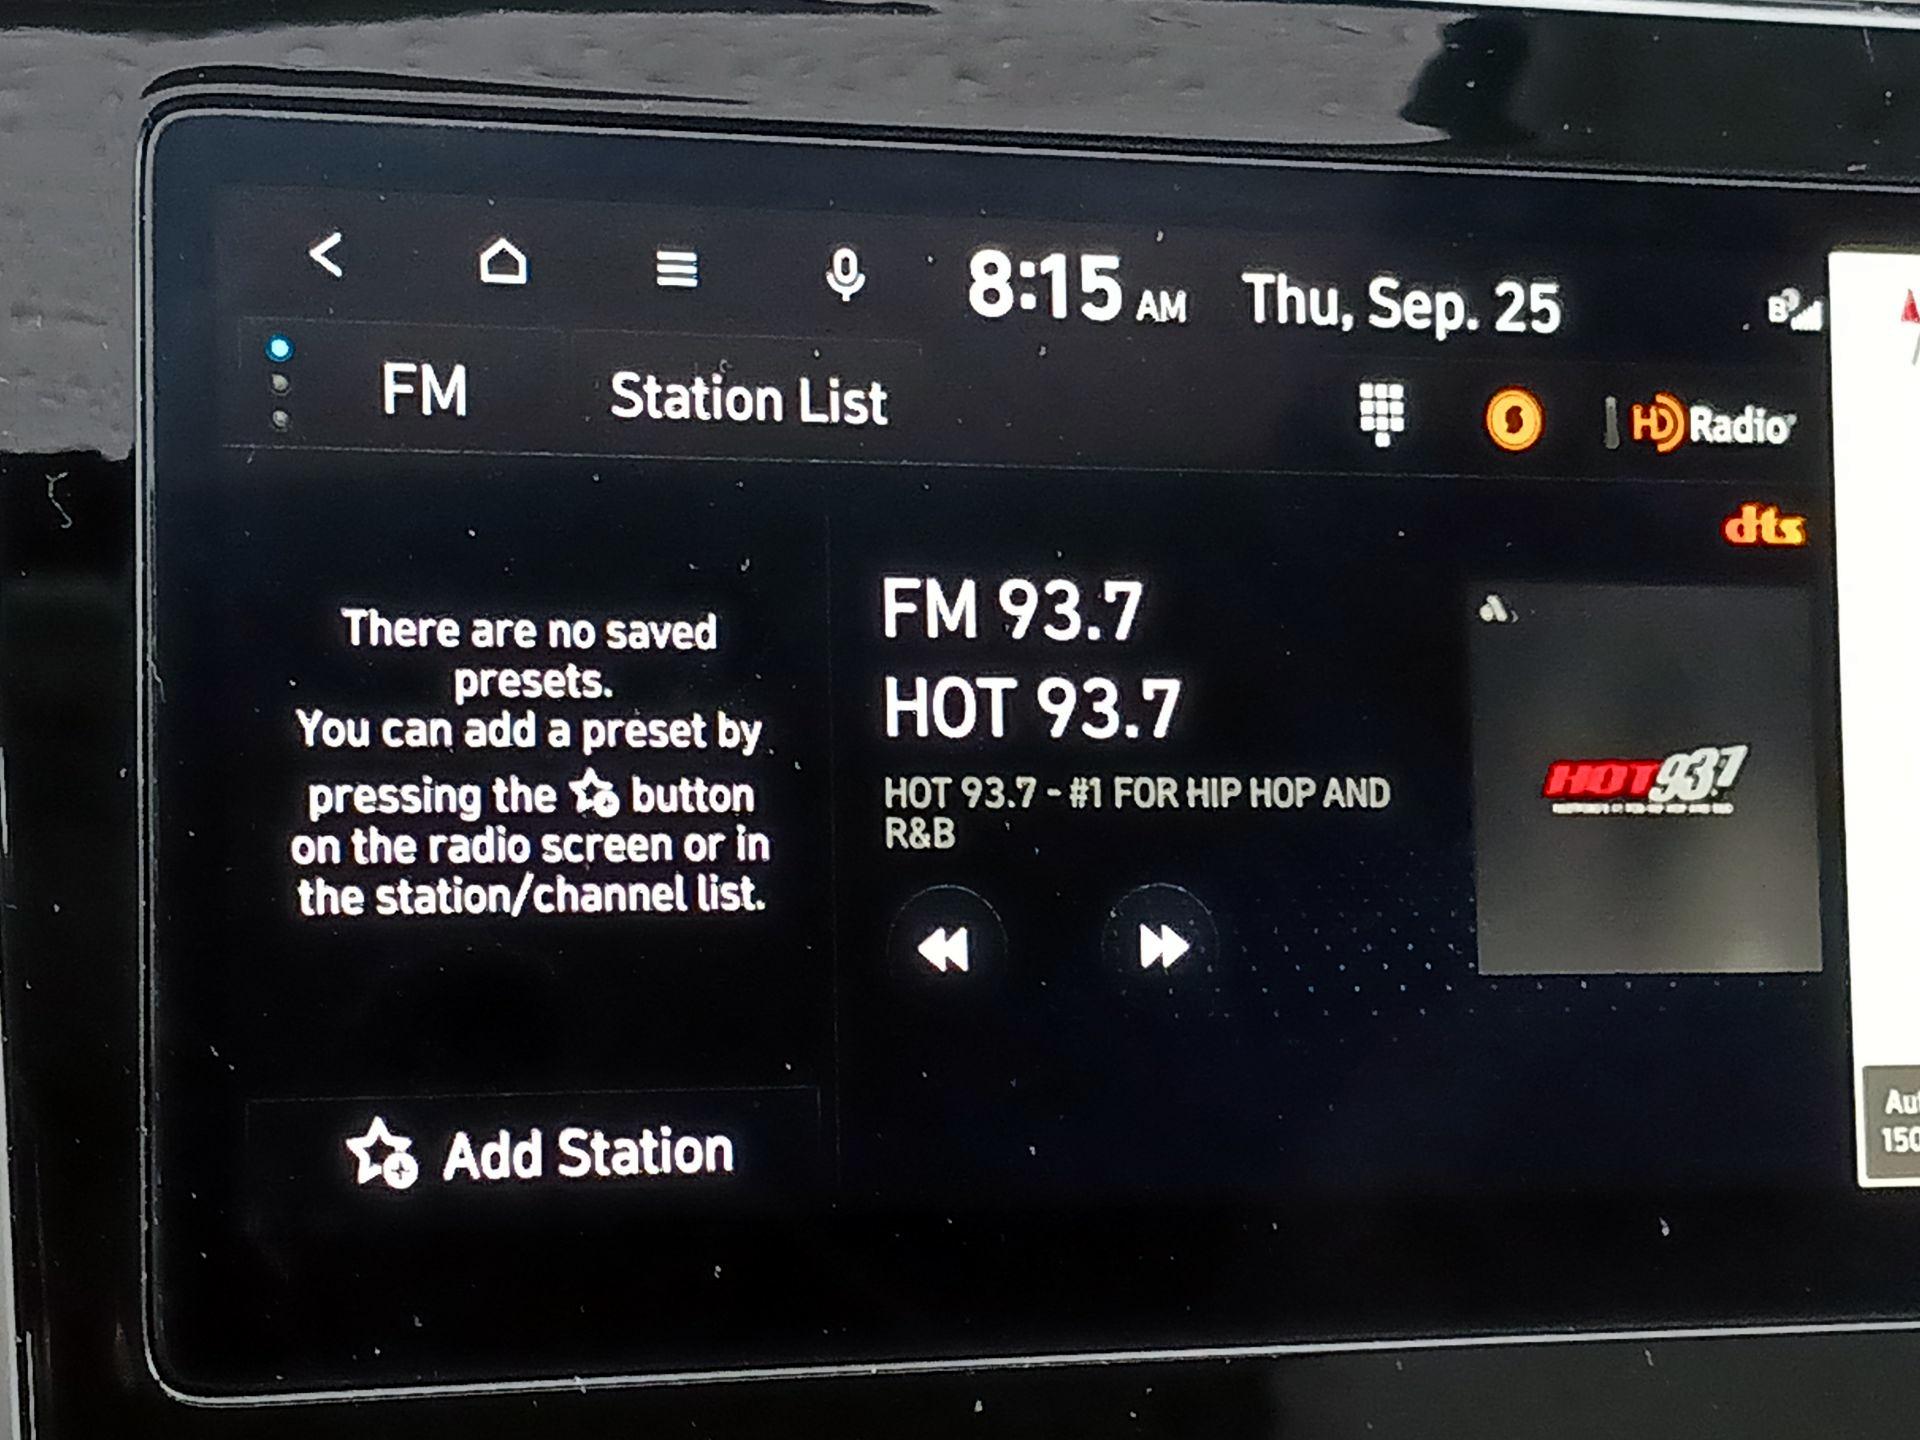 8:15 AM Thu, Sep. 25
FM Station List HD Radio
dts
There are no saved
presets.
You can add a preset by
pressing the button
on the radio screen or in
the station/channel list.
Add Station
FM 93.7
HOT 93.7
HOT 93.7 - #1 FOR HIP HOP AND
R&B
HOT 93.7